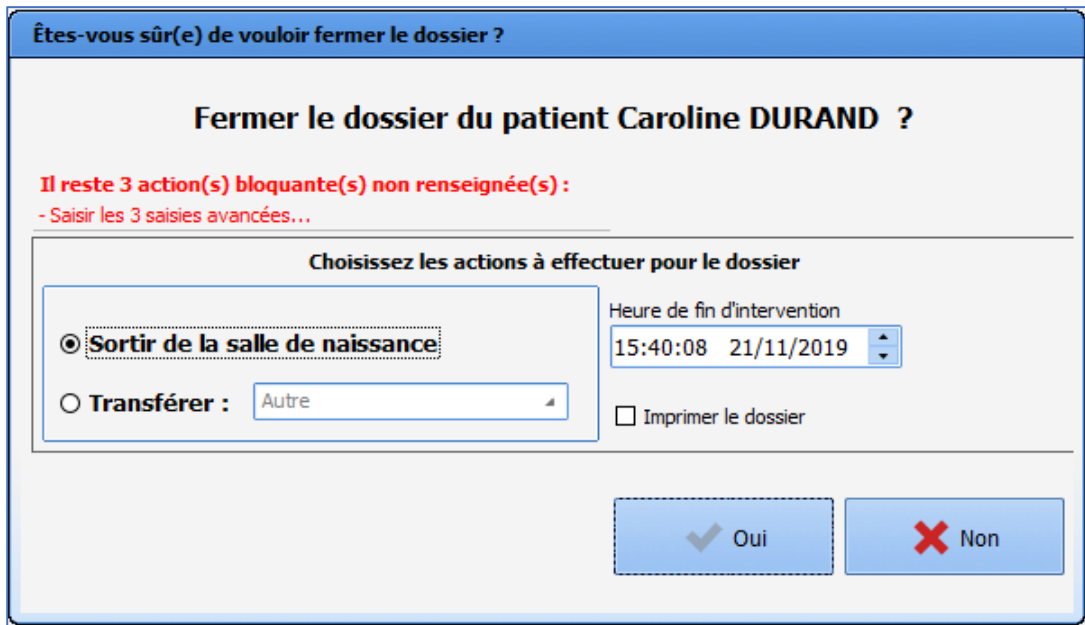 Êtes-vous sûr(e) de vouloir fermer le dossier ?
Fermer le dossier du patient Caroline DURAND ?
Il reste 3 action(s) bloquante(s) non renseignée(s) :
- Saisir les 3 saisies avancées...
Choisissez les actions à effectuer pour le dossier
Sortir de la salle de naissance
Transférer : Autre
Heure de fin d'intervention
15:40:08 21/11/2019
Imprimer le dossier
Oui
Non